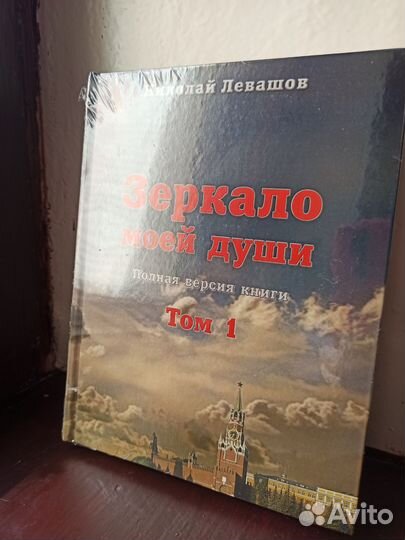 Николай Левашов
Зеркало
моей души
Полная версия книги
Том 1
Avito